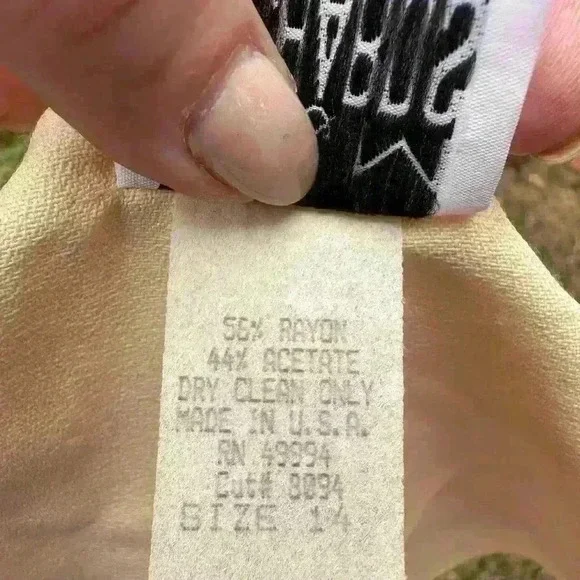 56% RAYON
44% ACETATE
DRY CLEAN ONLY
MADE IN U.S.A.
RN 49894
Cut# 8094
SIZE 14